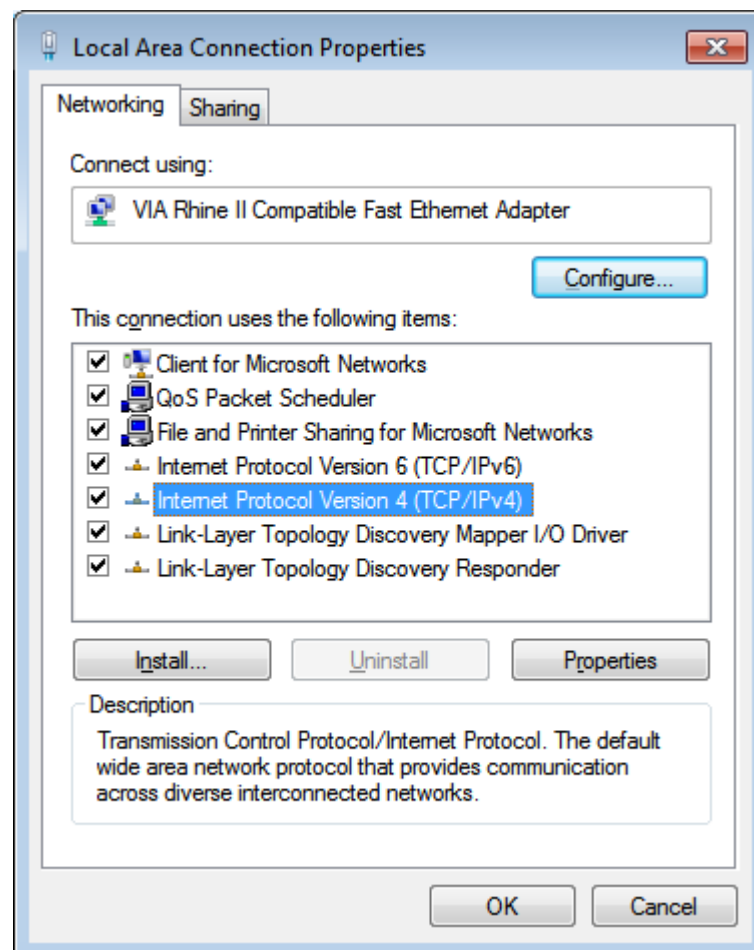 Local Area Connection Properties
Networking
Sharing
Connect using:
VIA Rhine II Compatible Fast Ethernet Adapter
Configure...
This connection uses the following items:
Client for Microsoft Networks
QoS Packet Scheduler
File and Printer Sharing for Microsoft Networks
Internet Protocol Version 6 (TCP/IPv6)
Internet Protocol Version 4 (TCP/IPv4)
Link-Layer Topology Discovery Mapper I/O Driver
Link-Layer Topology Discovery Responder
Install...
Uninstall
Properties
Description
Transmission Control Protocol/Internet Protocol. The default
wide area network protocol that provides communication
across diverse interconnected networks.
OK
Cancel